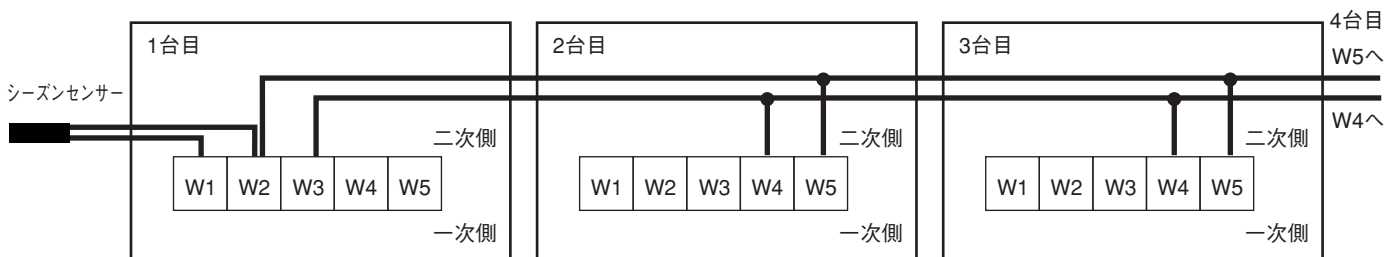 4台目
1台目
2台目
3台目
W5へ
シーズンセンサー
W4へ
二次側
二次側
二次側
W1 W2 W3 W4 W5
W1 W2 W3 W4 W5
W1 W2 W3 W4 W5
一次側
一次側
一次側